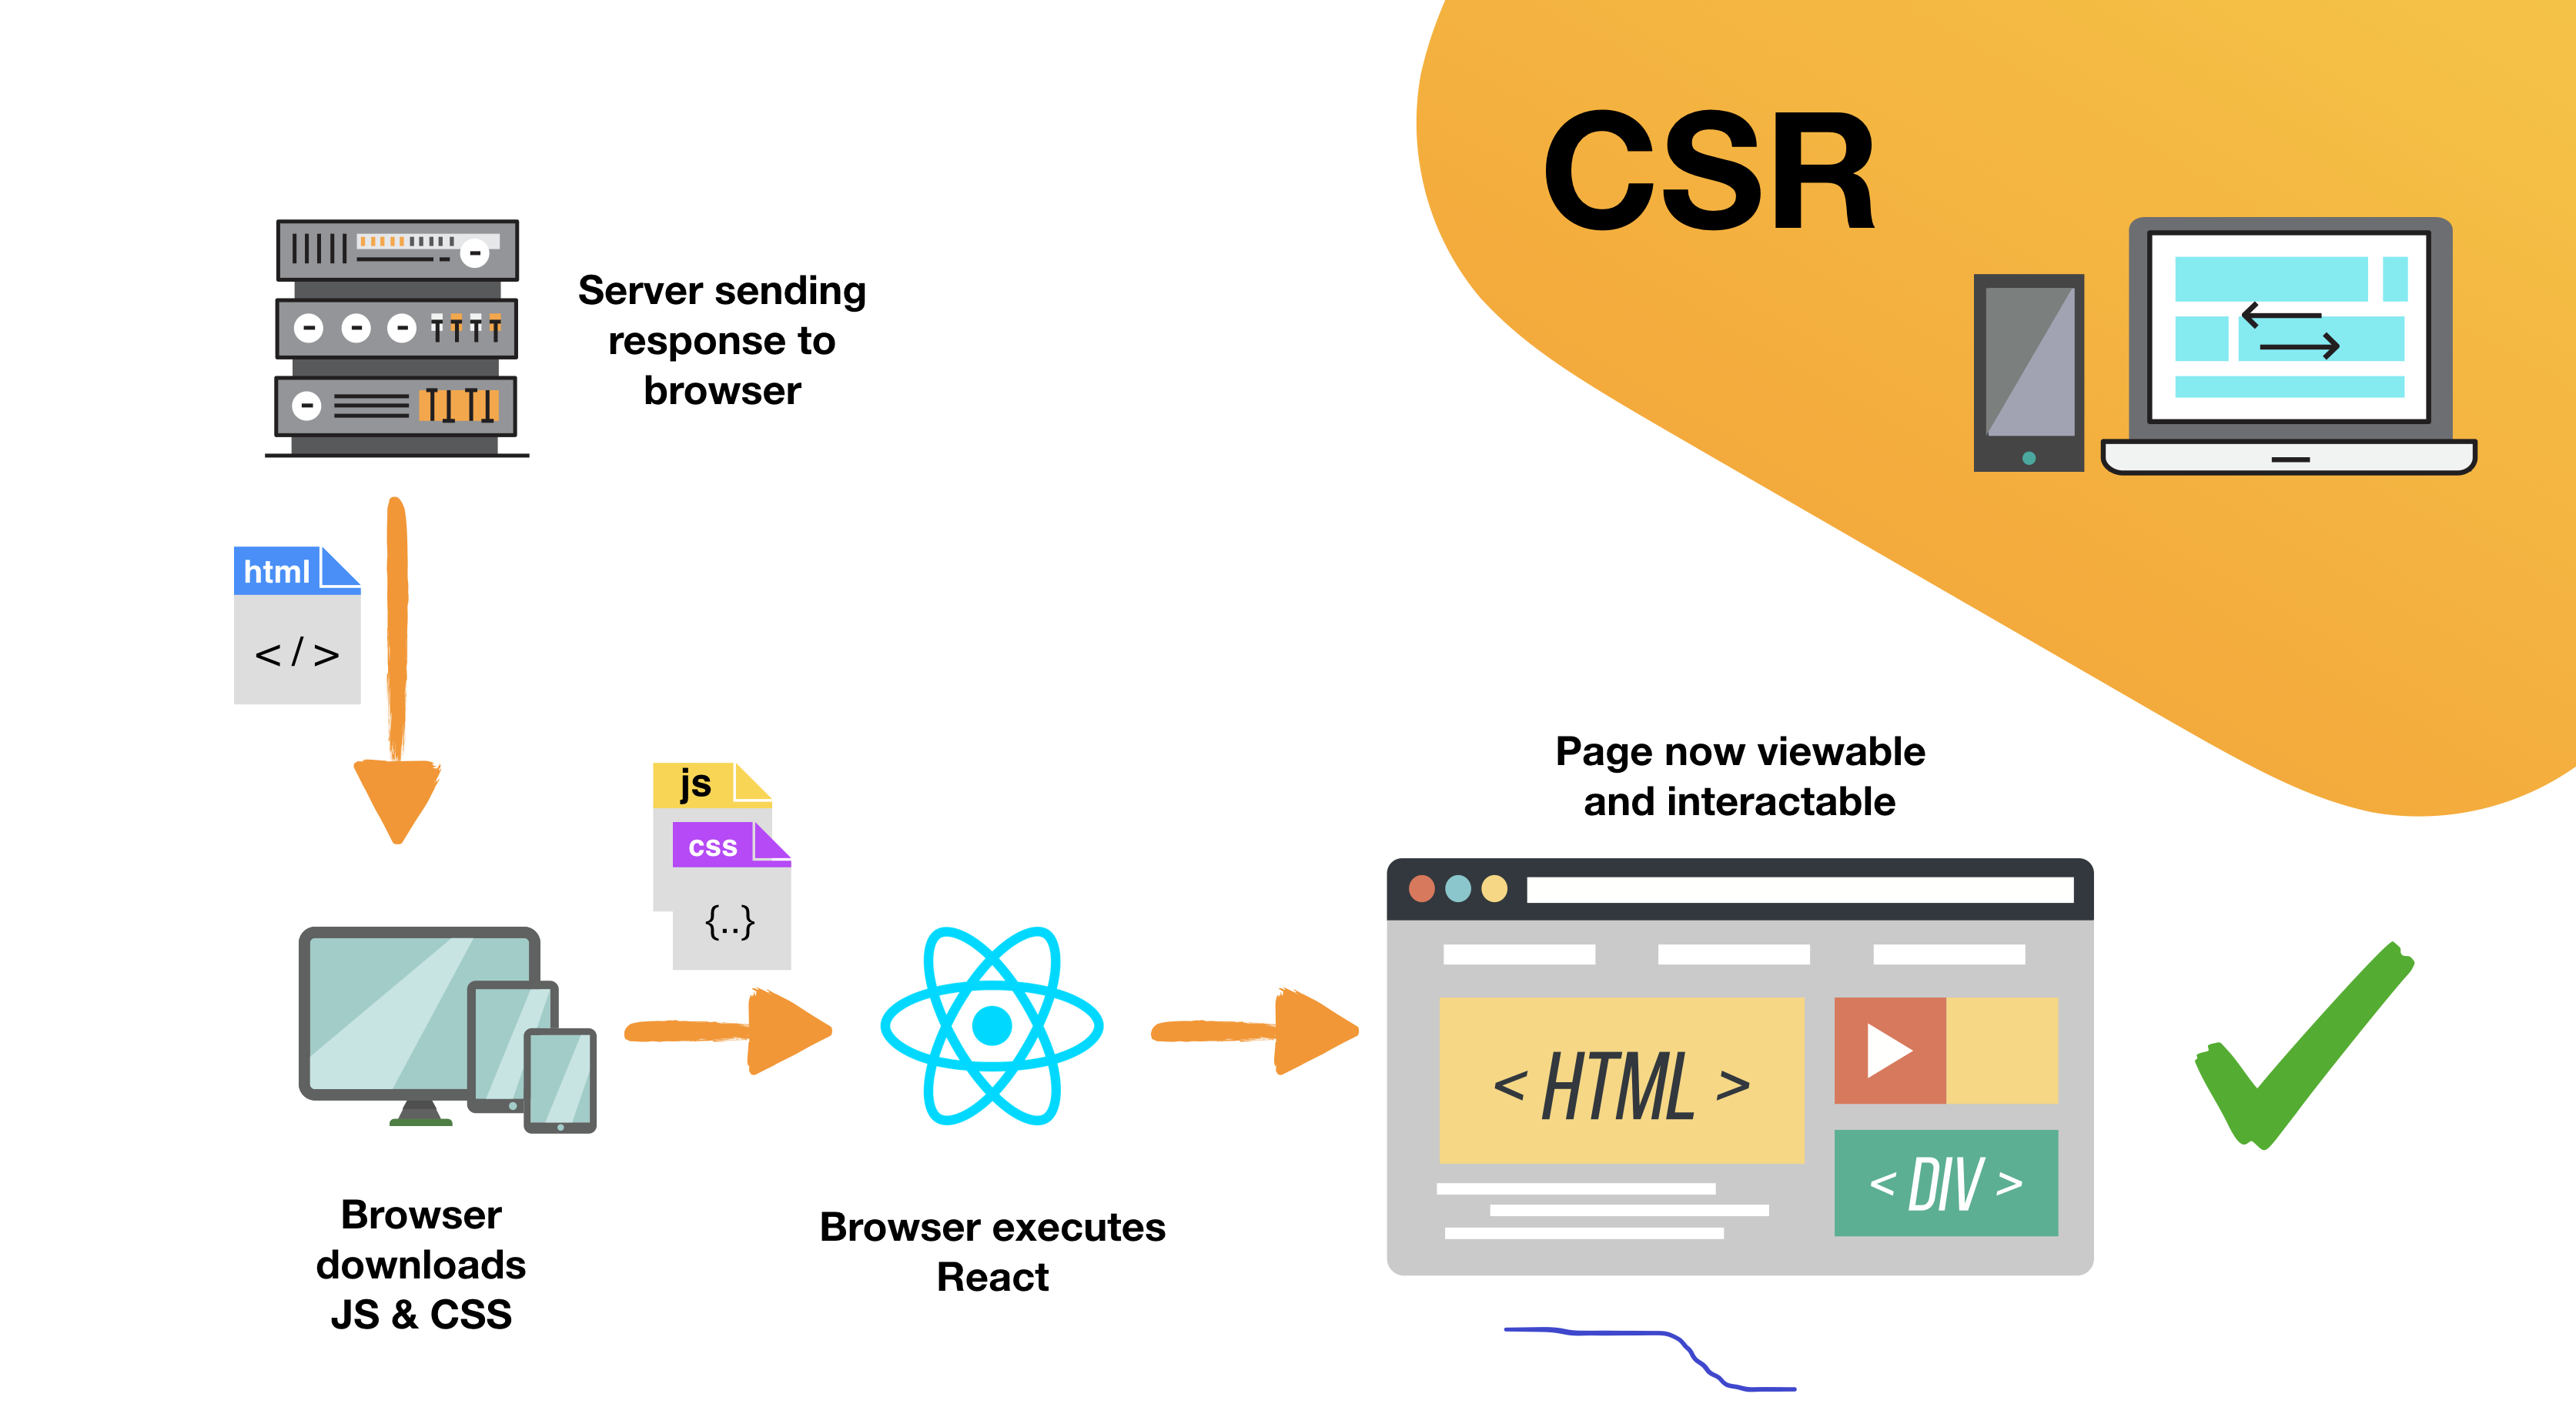 CSR
Server sending
response to
browser
html
</>
js
css
{..}
Browser
downloads
JS & CSS
Browser executes
React
Page now viewable
and interactable
< HTML >
< DIV >